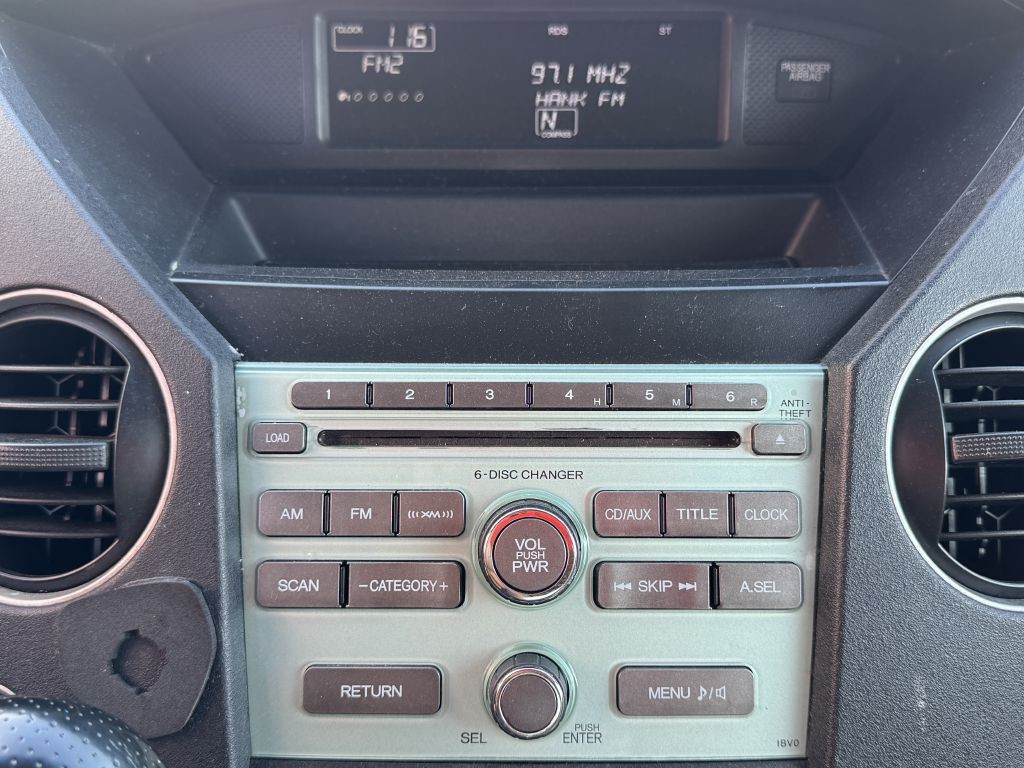 CLOCK 1 16 RDS ST
FM2
97.1 MHZ
HANK FM
N
COMPASS
PASSENGER
AIRBAG
1 2 3 4 H 5 M 6 R
ANTI-
THEFT
LOAD
6-DISC CHANGER
AM FM (((XM))) CD/AUX TITLE CLOCK
VOL
PUSH
PWR
SCAN −CATEGORY+ ⏮ SKIP ⏭ A.SEL
RETURN MENU ♪/🔈
SEL PUSH
ENTER
1BV0